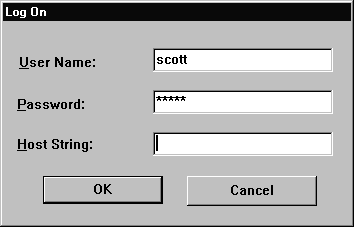 Log On
User Name: scott
Password: *****
Host String:
OK Cancel